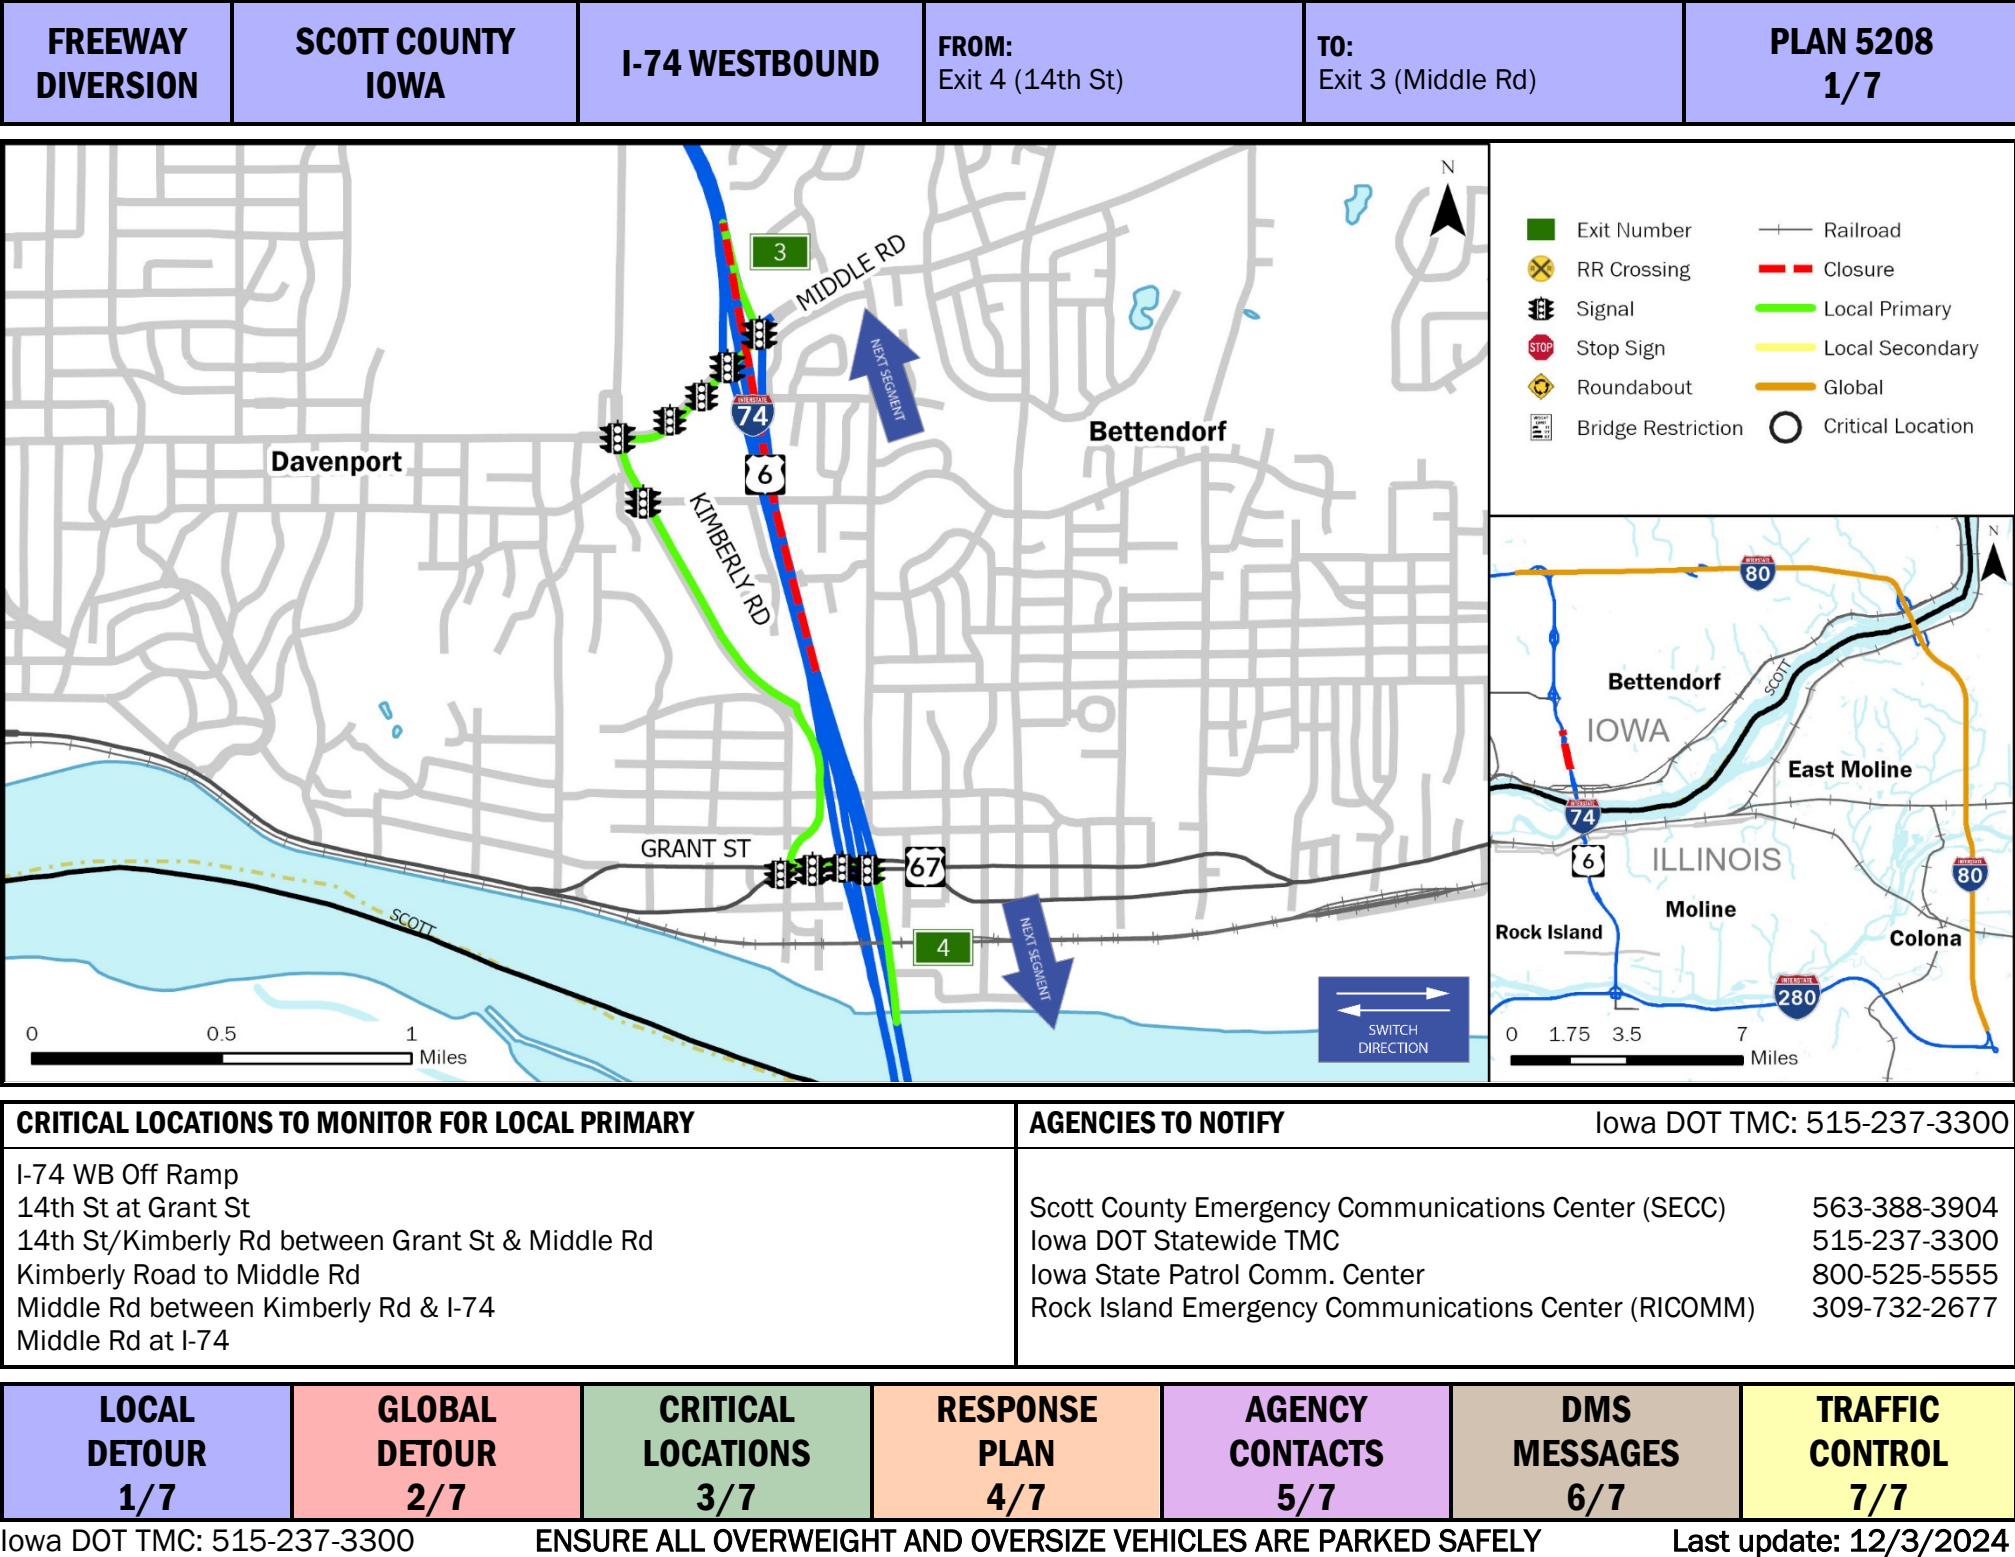 FREEWAY
DIVERSION
SCOTT COUNTY
IOWA
I-74 WESTBOUND
FROM:
Exit 4 (14th St)
TO:
Exit 3 (Middle Rd)
PLAN 5208
1/7
N
3
MIDDLE RD
NEXT SEGMENT
INTERSTATE
74
Bettendorf
Davenport
6
KIMBERLY RD
GRANT ST
67
SCOTT
4
NEXT SEGMENT
0 0.5 1
Miles
SWITCH
DIRECTION
Exit Number
Railroad
RR Crossing
Closure
Signal
Local Primary
STOP
Stop Sign
Local Secondary
Roundabout
Global
Bridge Restriction
Critical Location
N
INTERSTATE
80
SCOTT
Bettendorf
IOWA
East Moline
INTERSTATE
74
6
ILLINOIS
INTERSTATE
80
Moline
Rock Island
Colona
INTERSTATE
280
0 1.75 3.5 7
Miles
CRITICAL LOCATIONS TO MONITOR FOR LOCAL PRIMARY
I-74 WB Off Ramp
14th St at Grant St
14th St/Kimberly Rd between Grant St & Middle Rd
Kimberly Road to Middle Rd
Middle Rd between Kimberly Rd & I-74
Middle Rd at I-74
AGENCIES TO NOTIFY Iowa DOT TMC: 515-237-3300
Scott County Emergency Communications Center (SECC) 563-388-3904
Iowa DOT Statewide TMC 515-237-3300
Iowa State Patrol Comm. Center 800-525-5555
Rock Island Emergency Communications Center (RICOMM) 309-732-2677
LOCAL
DETOUR
1/7
GLOBAL
DETOUR
2/7
CRITICAL
LOCATIONS
3/7
RESPONSE
PLAN
4/7
AGENCY
CONTACTS
5/7
DMS
MESSAGES
6/7
TRAFFIC
CONTROL
7/7
Iowa DOT TMC: 515-237-3300 ENSURE ALL OVERWEIGHT AND OVERSIZE VEHICLES ARE PARKED SAFELY Last update: 12/3/2024